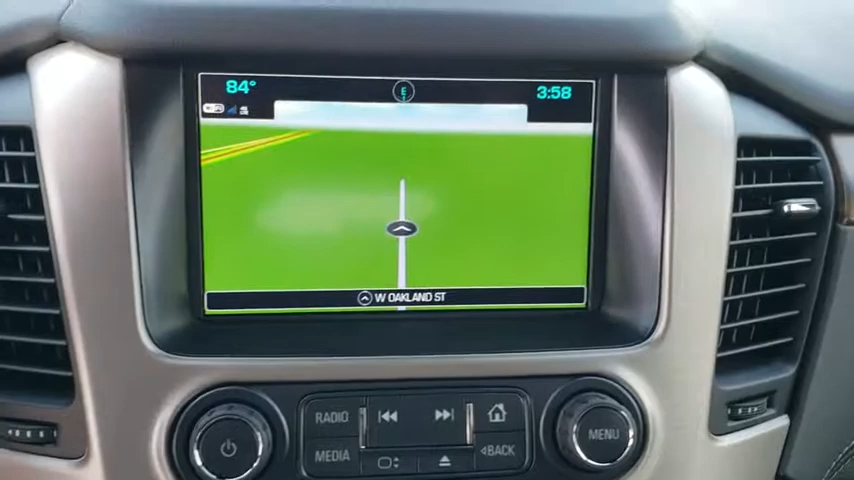 84° E 3:58
W OAKLAND ST
RADIO
MENU
MEDIA
BACK